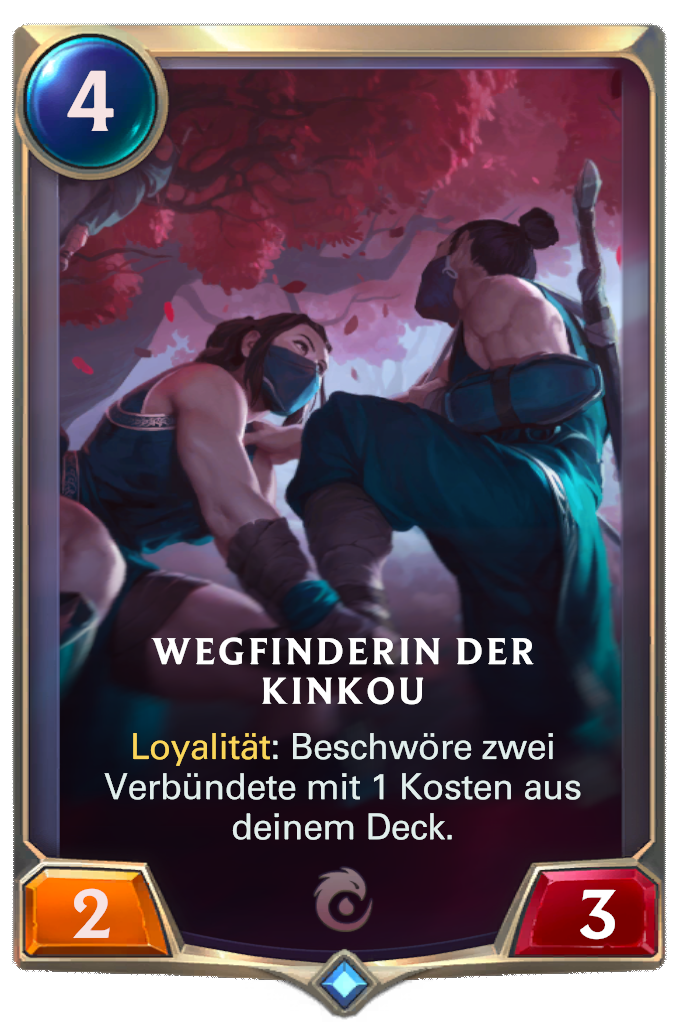 4
WEGFINDERIN DER
KINKOU
Loyalität: Beschwöre zwei
Verbündete mit 1 Kosten aus
deinem Deck.
2
3